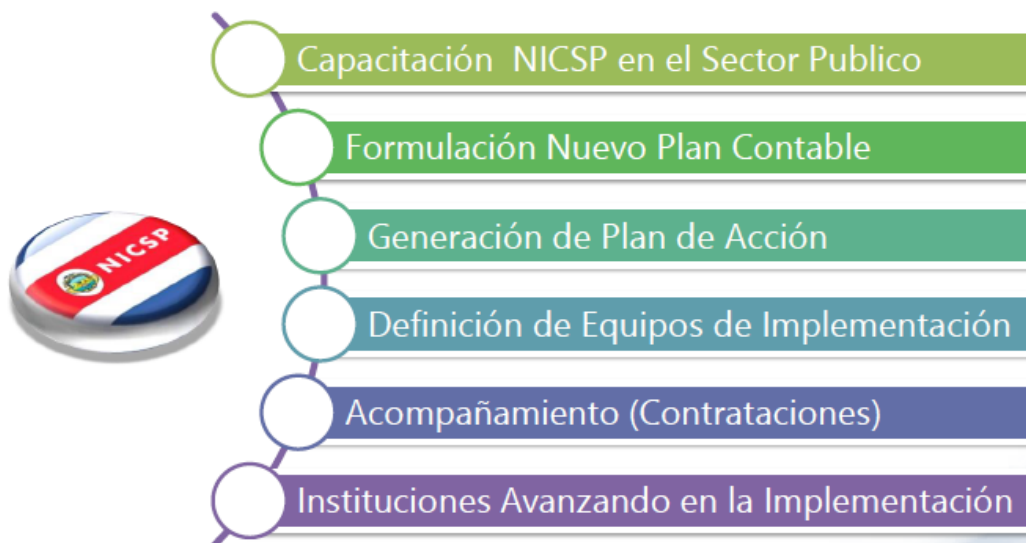 Capacitación NICSP en el Sector Publico
Formulación Nuevo Plan Contable
NICSP
Generación de Plan de Acción
Definición de Equipos de Implementación
Acompañamiento (Contrataciones)
Instituciones Avanzando en la Implementación